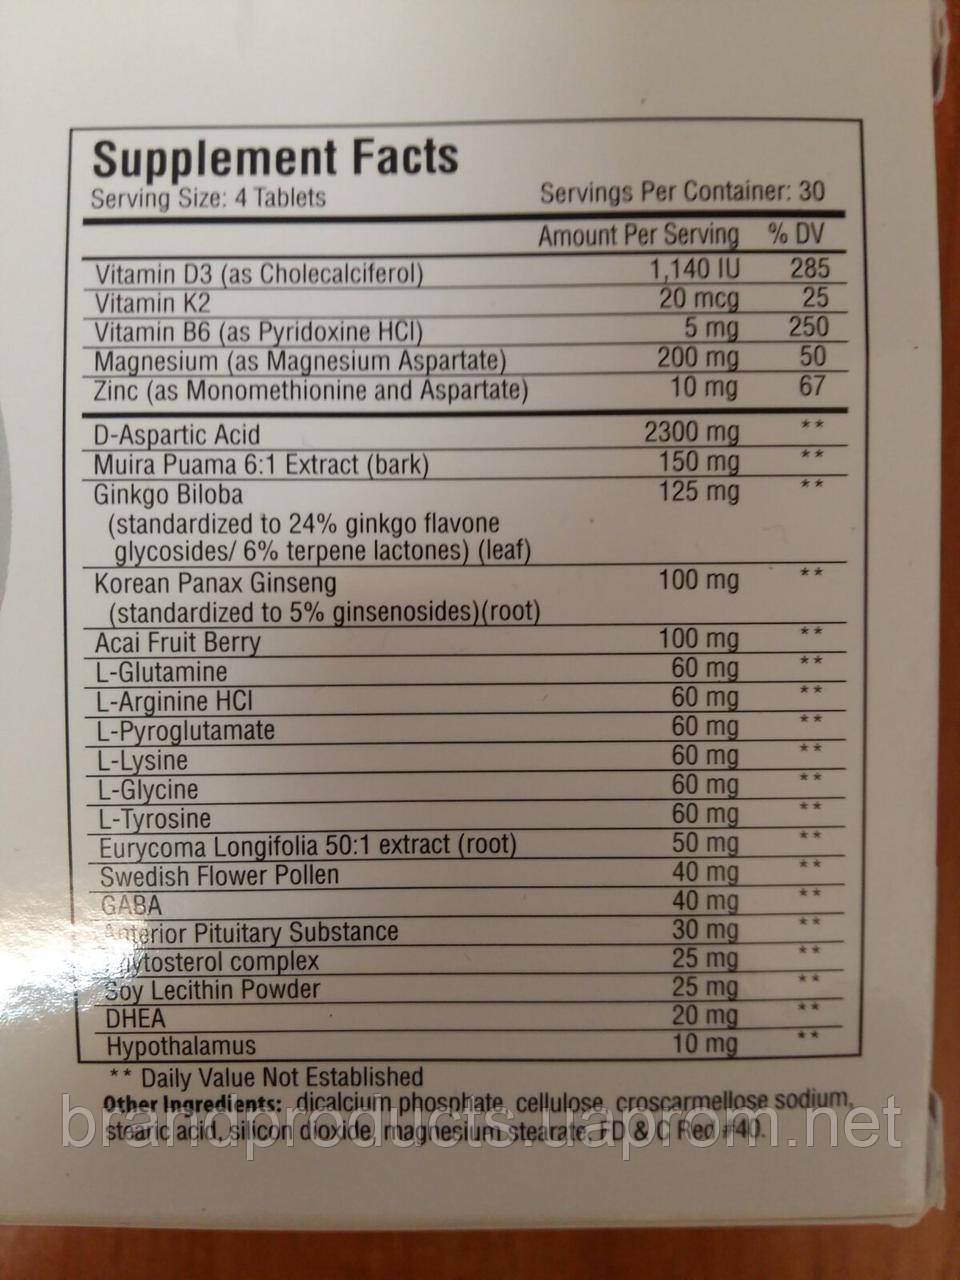 Supplement Facts
Serving Size: 4 Tablets Servings Per Container: 30
Amount Per Serving % DV
Vitamin D3 (as Cholecalciferol) 1,140 IU 285
Vitamin K2 20 mcg 25
Vitamin B6 (as Pyridoxine HCl) 5 mg 250
Magnesium (as Magnesium Aspartate) 200 mg 50
Zinc (as Monomethionine and Aspartate) 10 mg 67
D-Aspartic Acid 2300 mg **
Muira Puama 6:1 Extract (bark) 150 mg **
Ginkgo Biloba 125 mg **
(standardized to 24% ginkgo flavone
glycosides/ 6% terpene lactones) (leaf)
Korean Panax Ginseng 100 mg **
(standardized to 5% ginsenosides)(root)
Acai Fruit Berry 100 mg **
L-Glutamine 60 mg **
L-Arginine HCl 60 mg **
L-Pyroglutamate 60 mg **
L-Lysine 60 mg **
L-Glycine 60 mg **
L-Tyrosine 60 mg **
Eurycoma Longifolia 50:1 extract (root) 50 mg **
Swedish Flower Pollen 40 mg **
GABA 40 mg **
Anterior Pituitary Substance 30 mg **
Phytosterol complex 25 mg **
Soy Lecithin Powder 25 mg **
DHEA 20 mg **
Hypothalamus 10 mg **
** Daily Value Not Established
Other Ingredients: dicalcium phosphate, cellulose, croscarmellose sodium,
stearic acid, silicon dioxide, magnesium stearate, FD & C Red #40.
brandproducts.uaprom.net